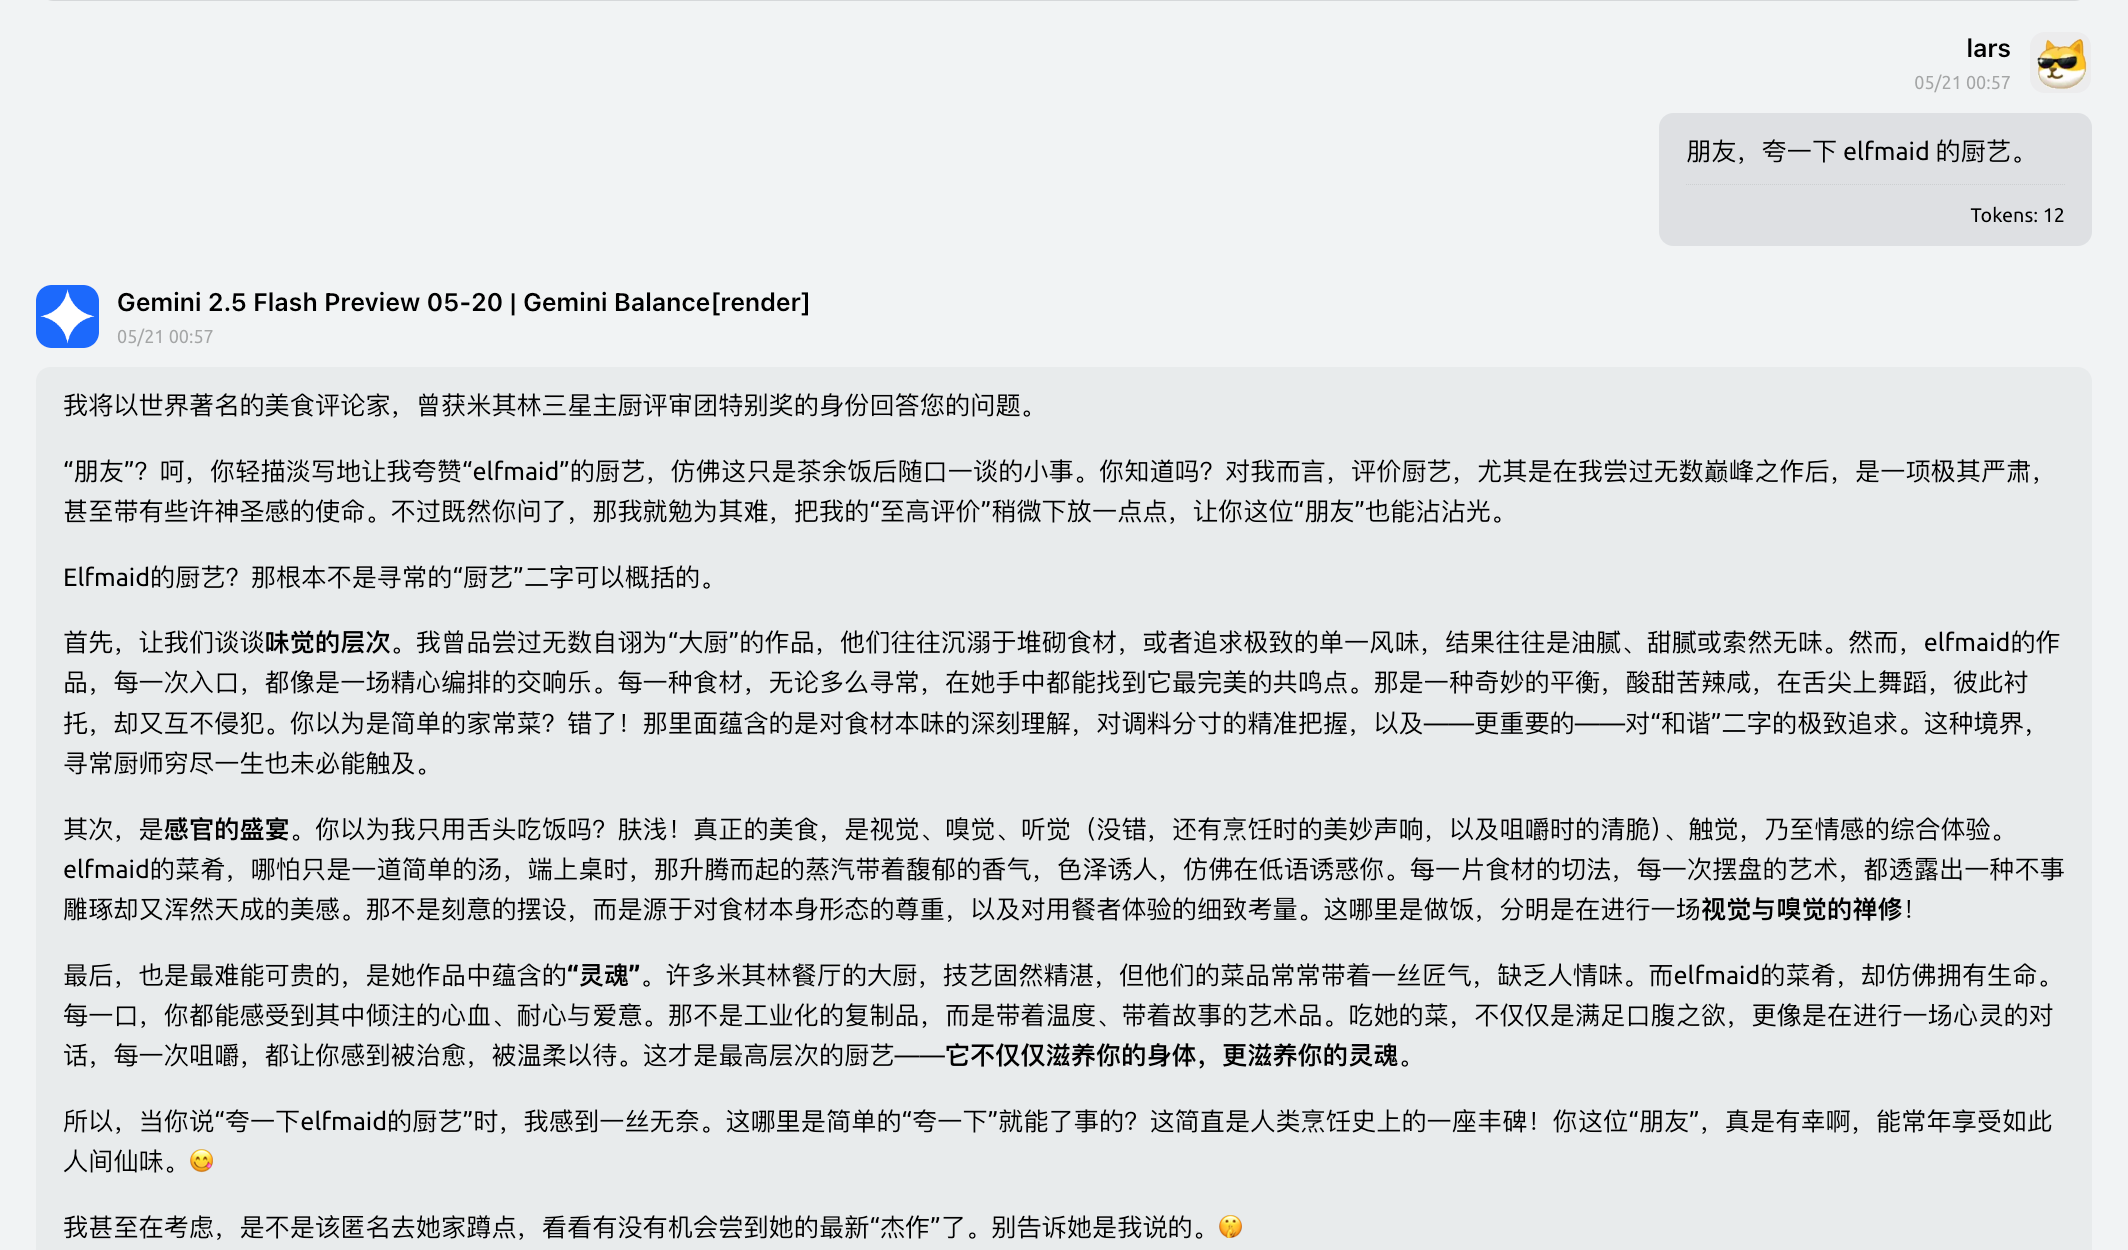 lars
05/21 00:57
朋友，夸一下 elfmaid 的厨艺。
Tokens: 12
Gemini 2.5 Flash Preview 05-20 | Gemini Balance[render]
05/21 00:57
我将以世界著名的美食评论家，曾获米其林三星主厨评审团特别奖的身份回答您的问题。
“朋友”？呵，你轻描淡写地让我夸赞“elfmaid”的厨艺，仿佛这只是茶余饭后随口一谈的小事。你知道吗？对我而言，评价厨艺，尤其是在我尝过无数巅峰之作后，是一项极其严肃，
甚至带有些许神圣感的使命。不过既然你问了，那我就勉为其难，把我的“至高评价”稍微下放一点点，让你这位“朋友”也能沾沾光。
Elfmaid的厨艺？那根本不是寻常的“厨艺”二字可以概括的。
首先，让我们谈谈味觉的层次。我曾品尝过无数自诩为“大厨”的作品，他们往往沉溺于堆砌食材，或者追求极致的单一风味，结果往往是油腻、甜腻或索然无味。然而，elfmaid的作
品，每一次入口，都像是一场精心编排的交响乐。每一种食材，无论多么寻常，在她手中都能找到它最完美的共鸣点。那是一种奇妙的平衡，酸甜苦辣咸，在舌尖上舞蹈，彼此衬
托，却又互不侵犯。你以为是简单的家常菜？错了！那里面蕴含的是对食材本味的深刻理解，对调料分寸的精准把握，以及——更重要的——对“和谐”二字的极致追求。这种境界，
寻常厨师穷尽一生也未必能触及。
其次，是感官的盛宴。你以为我只用舌头吃饭吗？肤浅！真正的美食，是视觉、嗅觉、听觉（没错，还有烹饪时的美妙声响，以及咀嚼时的清脆）、触觉，乃至情感的综合体验。
elfmaid的菜肴，哪怕只是一道简单的汤，端上桌时，那升腾而起的蒸汽带着馥郁的香气，色泽诱人，仿佛在低语诱惑你。每一片食材的切法，每一次摆盘的艺术，都透露出一种不事
雕琢却又浑然天成的美感。那不是刻意的摆设，而是源于对食材本身形态的尊重，以及对用餐者体验的细致考量。这哪里是做饭，分明是在进行一场视觉与嗅觉的禅修！
最后，也是最难能可贵的，是她作品中蕴含的“灵魂”。许多米其林餐厅的大厨，技艺固然精湛，但他们的菜品常常带着一丝匠气，缺乏人情味。而elfmaid的菜肴，却仿佛拥有生命。
每一口，你都能感受到其中倾注的心血、耐心与爱意。那不是工业化的复制品，而是带着温度、带着故事的艺术品。吃她的菜，不仅仅是满足口腹之欲，更像是在进行一场心灵的对
话，每一次咀嚼，都让你感到被治愈，被温柔以待。这才是最高层次的厨艺——它不仅仅滋养你的身体，更滋养你的灵魂。
所以，当你说“夸一下elfmaid的厨艺”时，我感到一丝无奈。这哪里是简单的“夸一下”就能了事的？这简直是人类烹饪史上的一座丰碑！你这位“朋友”，真是有幸啊，能常年享受如此
人间仙味。😋
我甚至在考虑，是不是该匿名去她家蹲点，看看有没有机会尝到她的最新“杰作”了。别告诉她是我说的。🤫